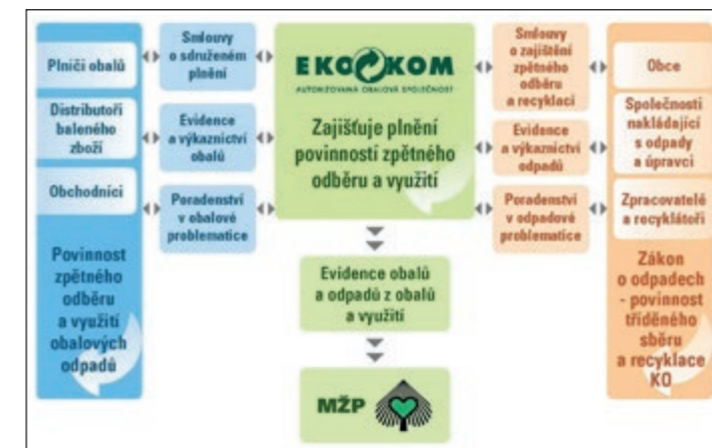 Plniči obalů
Distributoři
baleného
zboží
Obchodníci
Povinnost
zpětného
odběru
a využití
obalových
odpadů
Smlouvy
o sdruženém
plnění
Evidence
a výkaznictví
obalů
Poradenství
v obalové
problematice
EKO KOM
AUTORIZOVANÁ OBALOVÁ SPOLEČNOST
Zajišťuje plnění
povinností zpětného
odběru a využití
Evidence obalů
a odpadů z obalů
a využití
MŽP
Smlouvy
o zajištění
zpětného
odběru
a recyklací
Evidence
a výkaznictví
odpadů
Poradenství
v odpadové
problematice
Obce
Společnosti
nakládající
s odpady
a úpravci
Zpracovatelé
a recyklátoři
Zákon
o odpadech
- povinnost
tříděného
sběru
a recyklace
KO